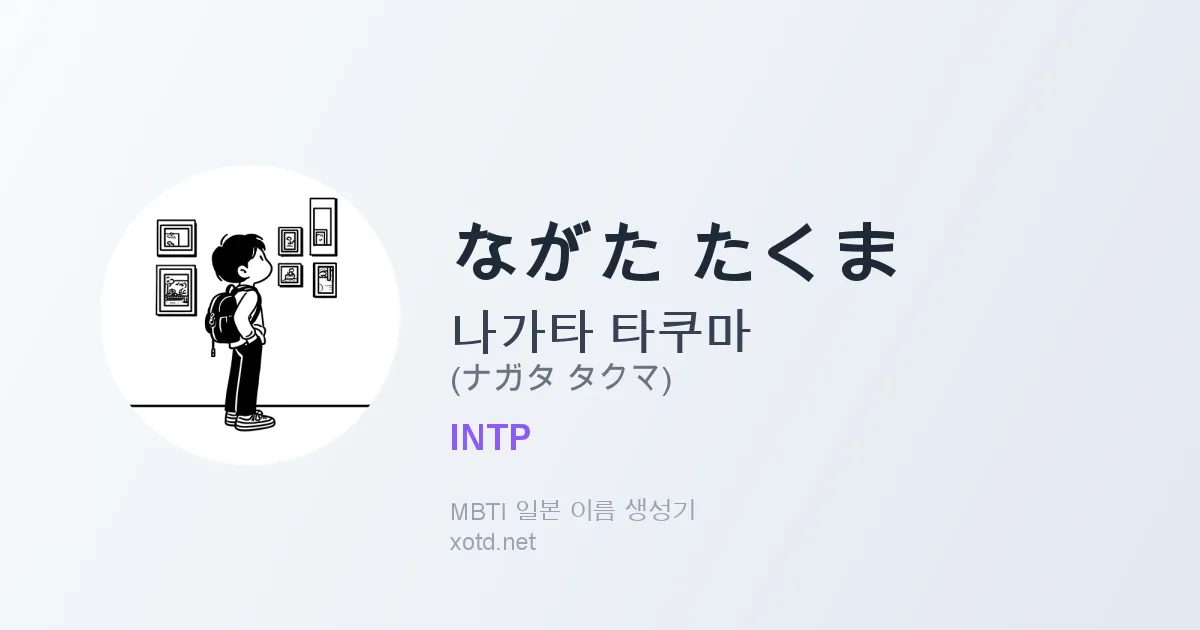 ながた たくま
나가타 타쿠마
(ナガタ タクマ)
INTP
MBTI 일본 이름 생성기
xotd.net